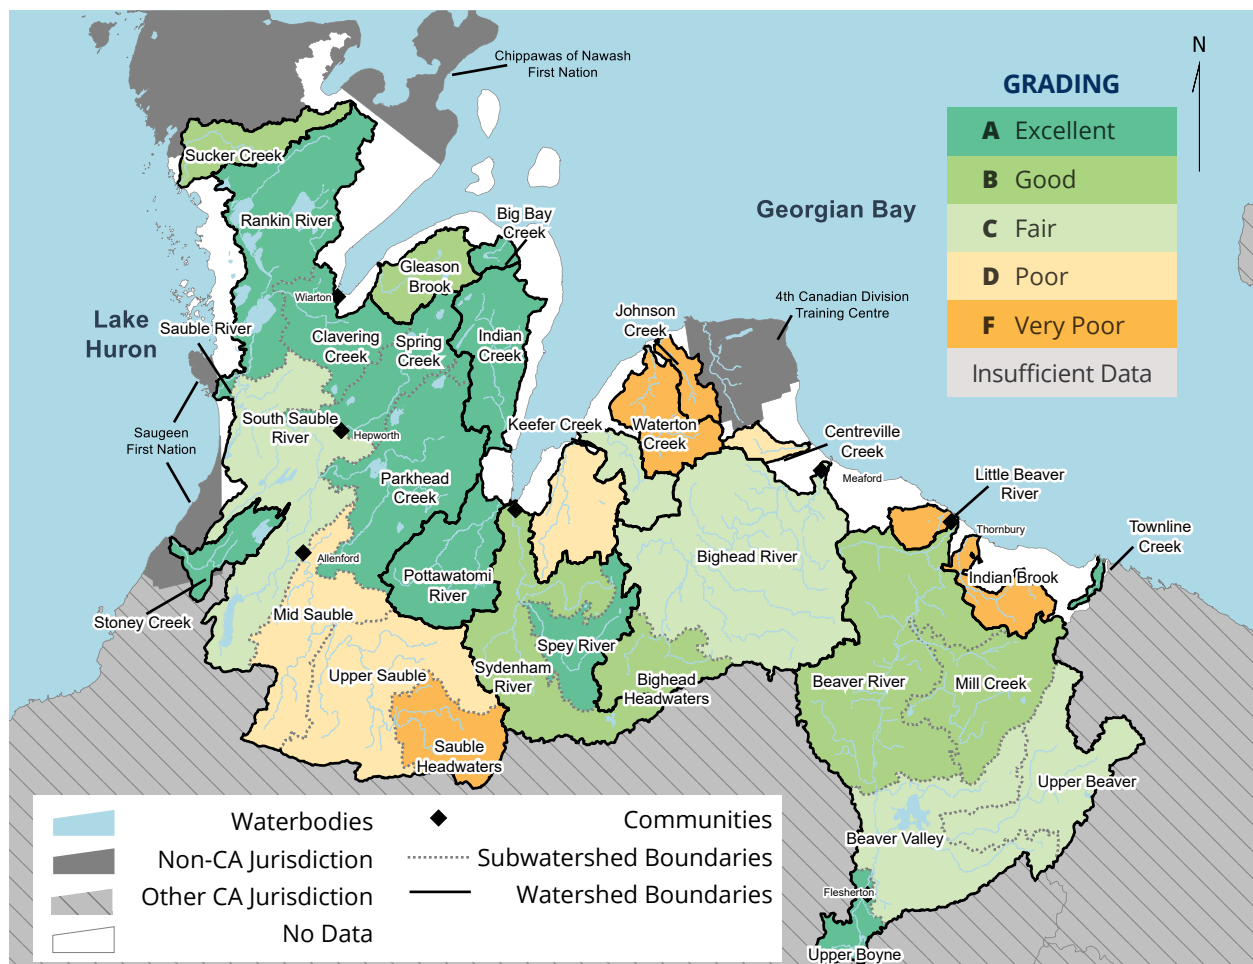 Chippawas of Nawash
First Nation
N
GRADING
A Excellent
B Good
C Fair
D Poor
F Very Poor
Insufficient Data
Sucker Creek
Rankin River
Big Bay
Creek
Georgian Bay
Gleason
Brook
Wiarton
4th Canadian Division
Training Centre
Johnson
Creek
Lake
Huron
Sauble River
Clavering
Creek
Spring
Creek
Indian
Creek
South Sauble
River
Hepworth
Keefer Creek
Waterton
Creek
Centreville
Creek
Saugeen
First Nation
Meaford
Parkhead
Creek
Little Beaver
River
Thornbury
Townline
Creek
Allenford
Bighead River
Pottawatomi
River
Indian Brook
Stoney Creek
Mid Sauble
Spey River
Upper Sauble
Sydenham
River
Bighead
Headwaters
Beaver River
Mill Creek
Sauble
Headwaters
Upper Beaver
Beaver Valley
Flesherton
Upper Boyne
Waterbodies
Non-CA Jurisdiction
Other CA Jurisdiction
No Data
Communities
Subwatershed Boundaries
Watershed Boundaries